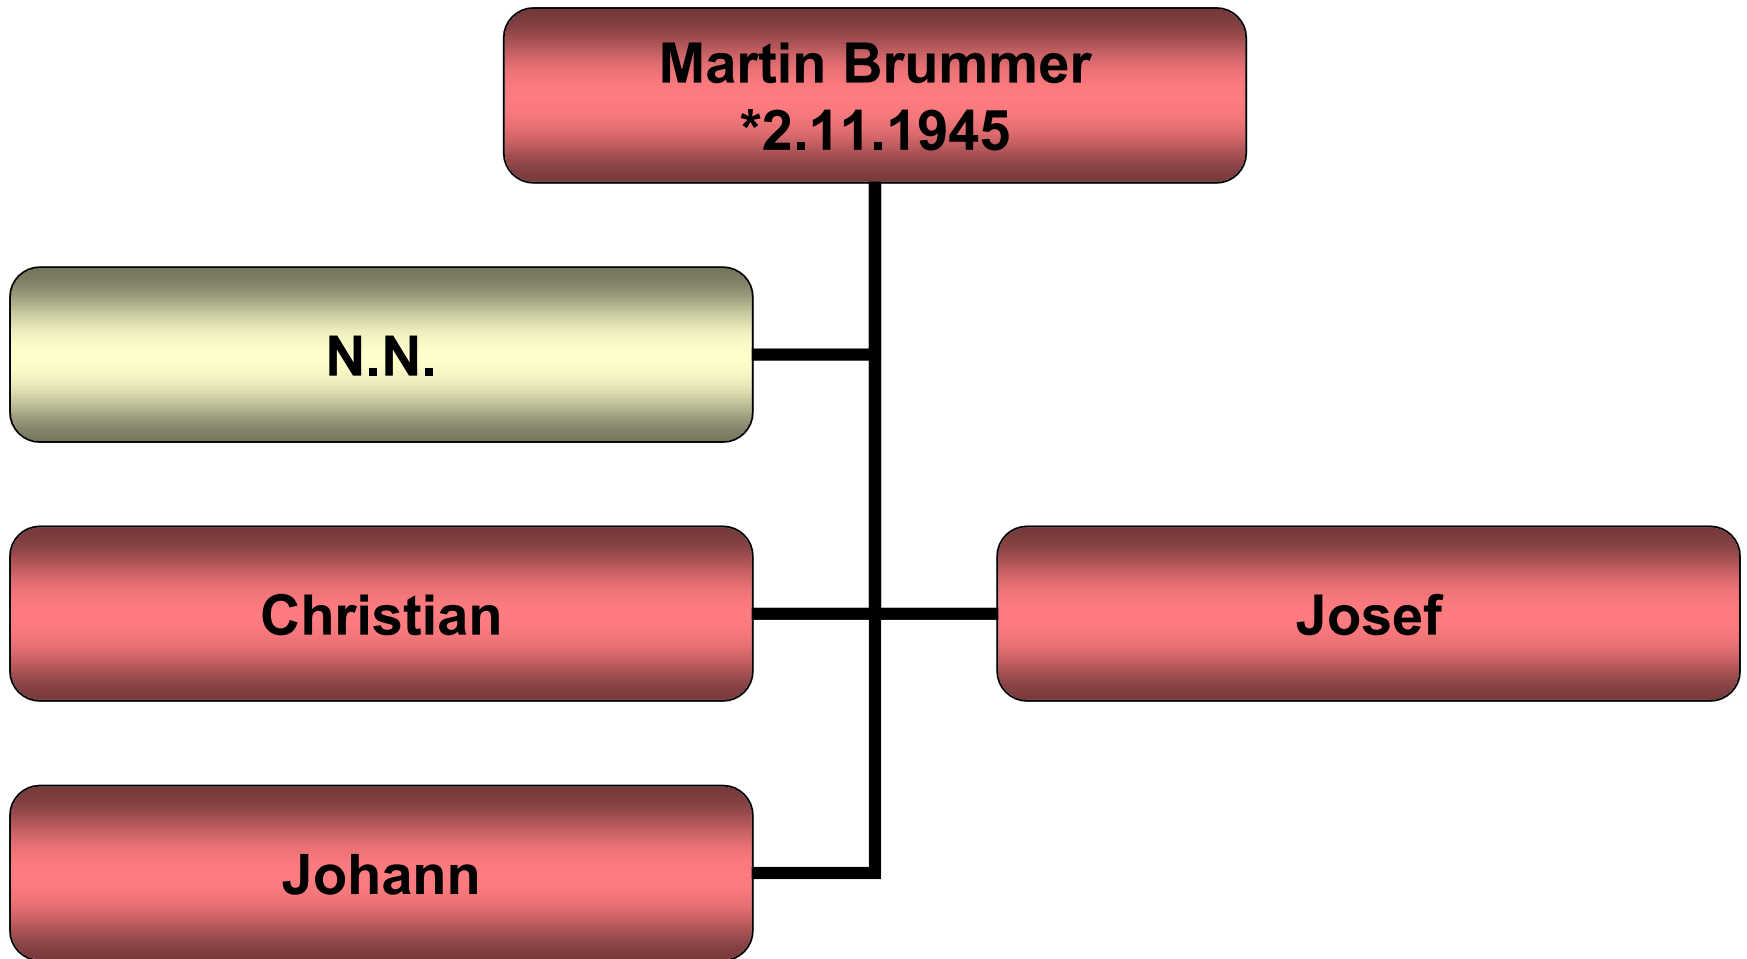 Martin Brummer
*2.11.1945
N.N.
Christian
Josef
Johann